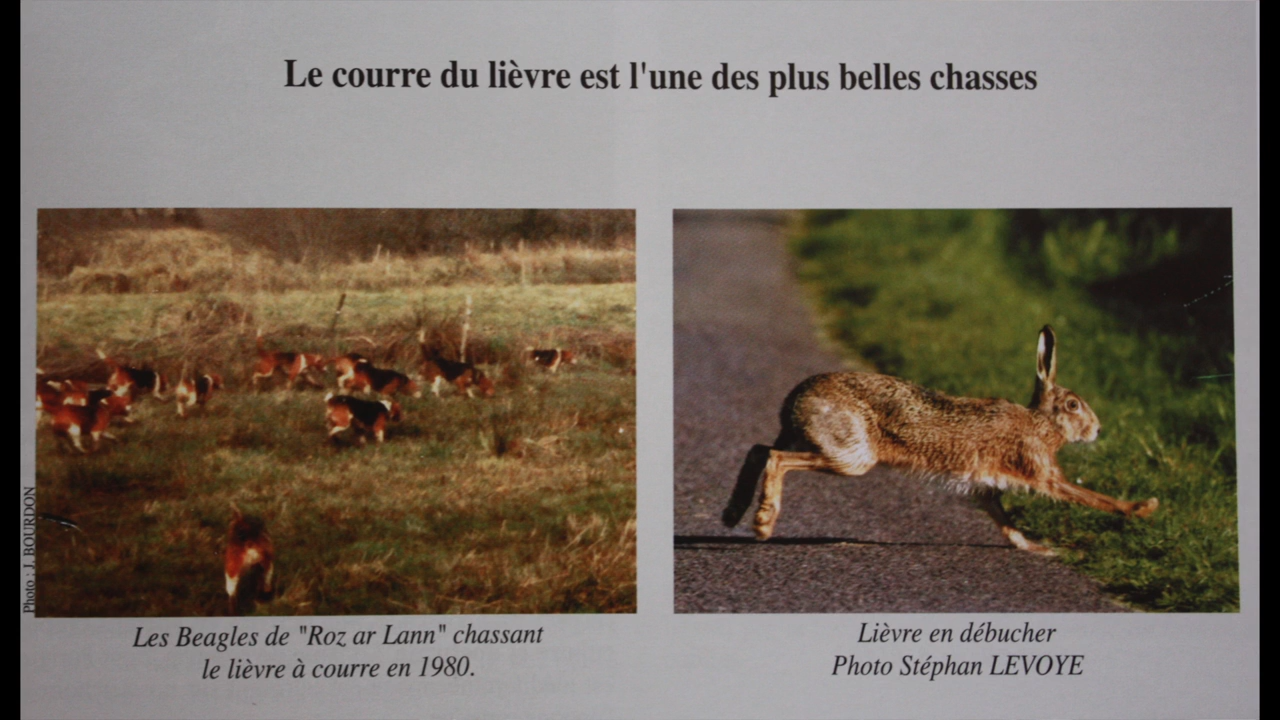 Le courre du lièvre est l'une des plus belles chasses
Photo : J. BOURDON
Les Beagles de "Roz ar Lann" chassant
le lièvre à courre en 1980.
Lièvre en débucher
Photo Stéphan LEVOYE